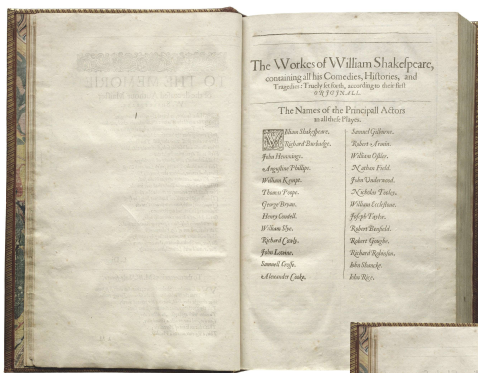 The Workes of William Shakeſpeare,
containing all his Comedies, Hiſtories, and
Tragedies: Truely ſet forth, according to their firſt
ORIGINALL.
The Names of the Principall Actors
in all theſe Playes.
William Shakeſpeare.
Richard Burbadge.
John Hemmings.
Auguſtine Phillips.
William Kempt.
Thomas Poope.
George Bryan.
Henry Condell.
William Slye.
Richard Cowly.
John Lowine.
Samuell Croſſe.
Alexander Cooke.
Samuel Gilburne.
Robert Armin.
William Oſtler.
Nathan Field.
John Underwood.
Nicholas Tooley.
William Eccleſtone.
Joſeph Taylor.
Robert Benfield.
Robert Goughe.
Richard Robinſon.
Iohn Shancke.
Iohn Rice.